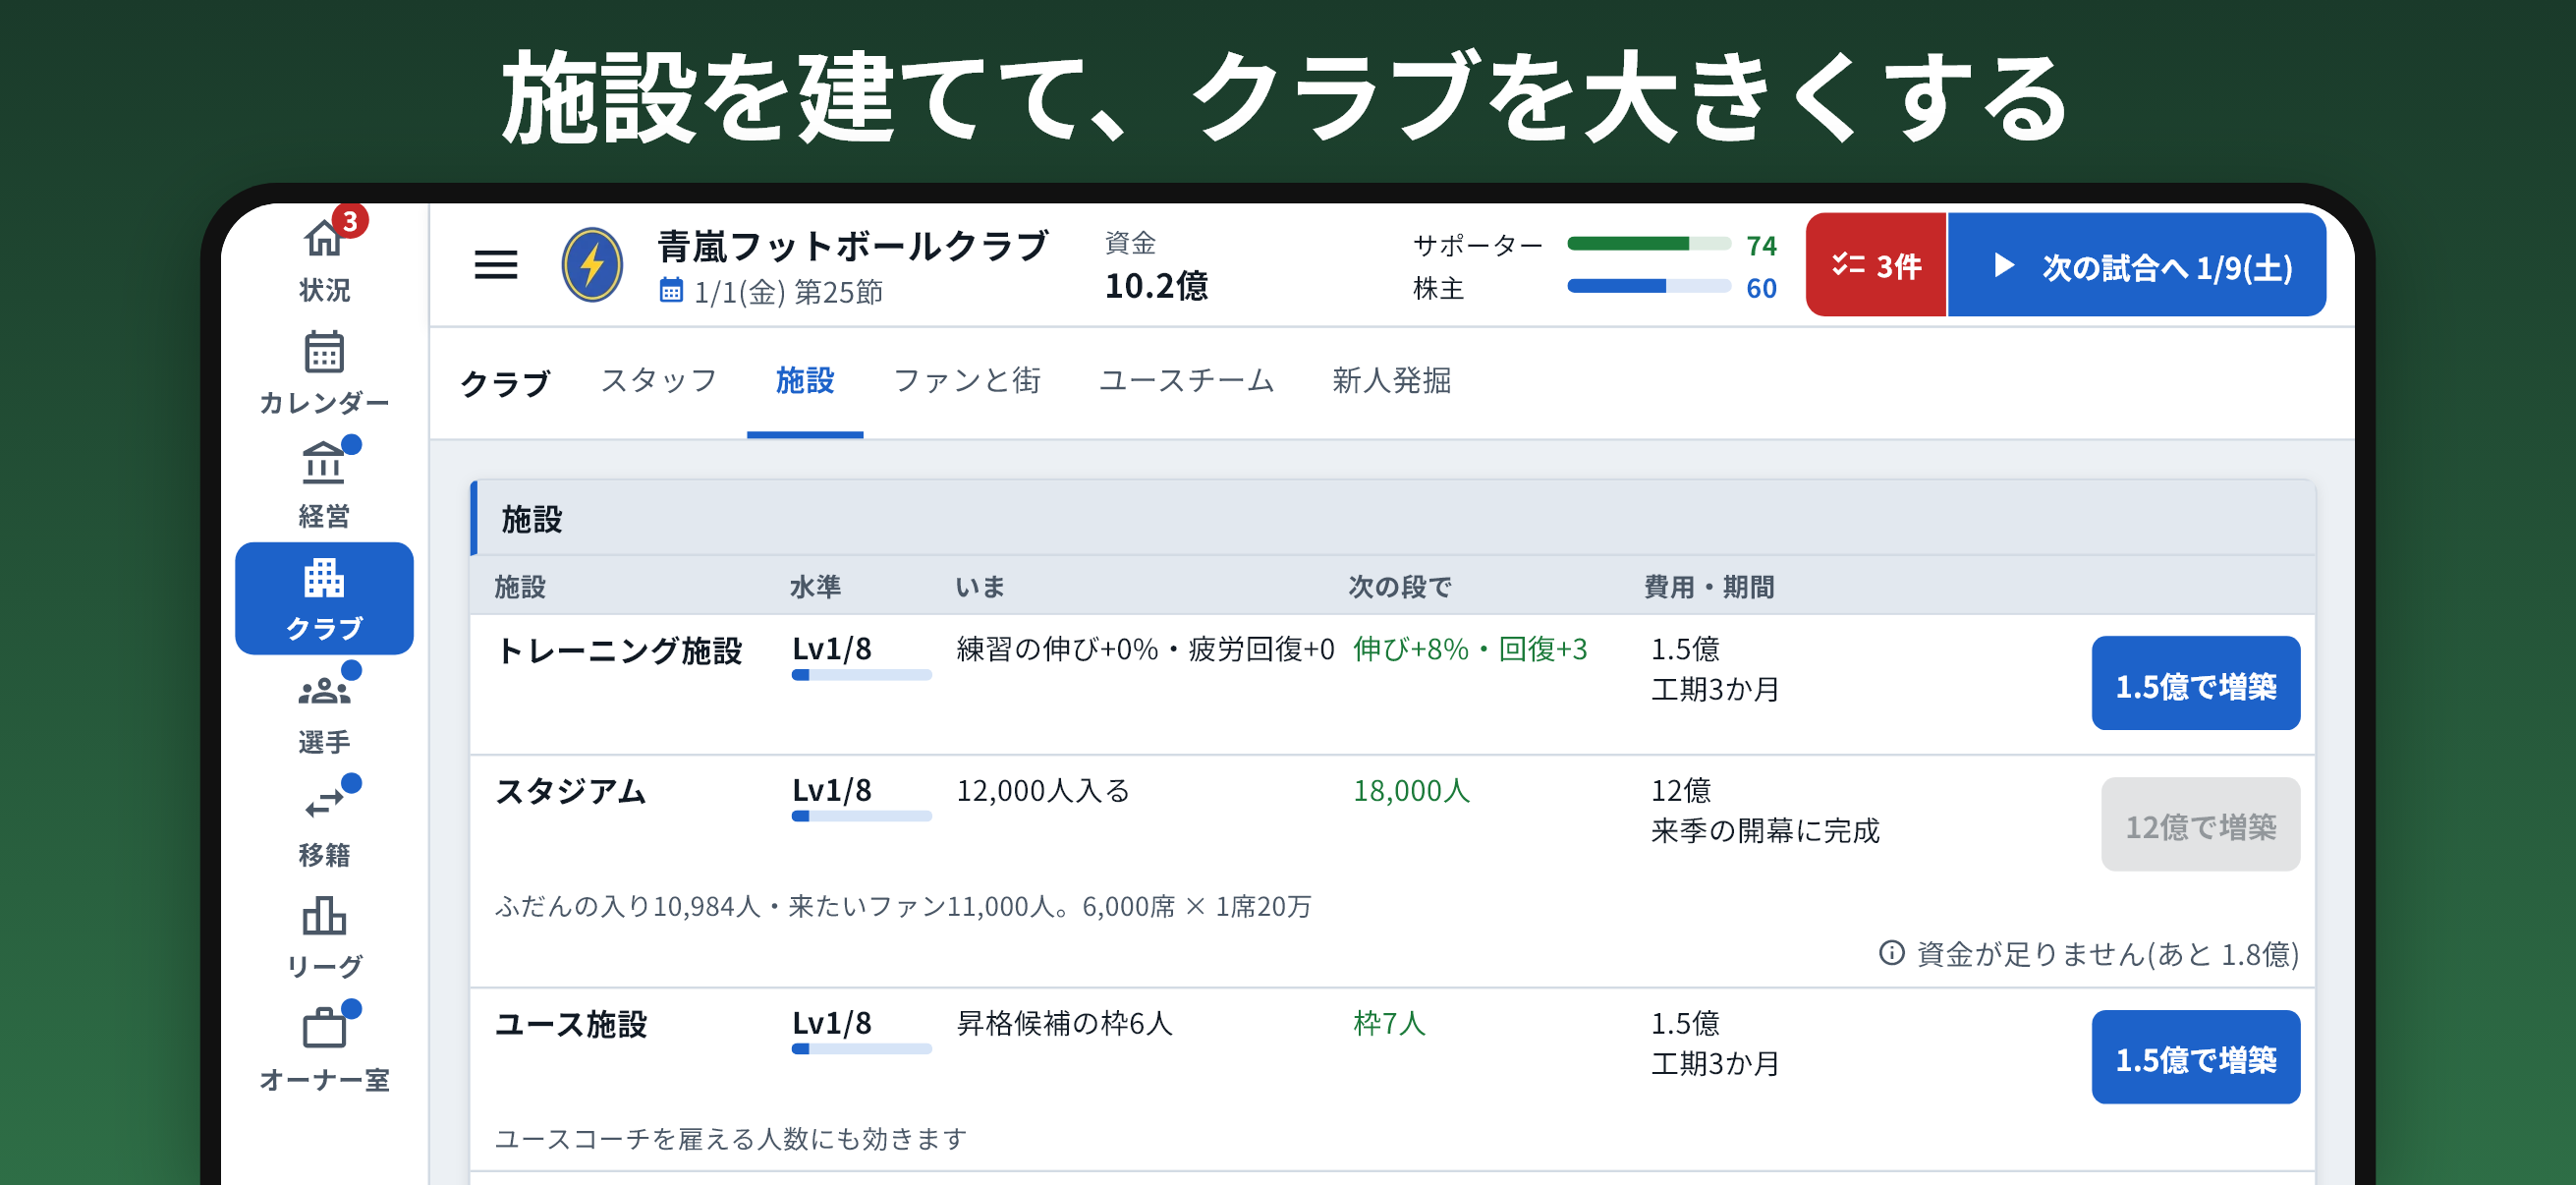 施設を建てて、クラブを大きくする
3
状況
カレンダー
経営
クラブ
選手
移籍
リーグ
オーナー室
青嵐フットボールクラブ
1/1(金) 第25節
資金
10.2億
サポーター 74
株主 60
3件
次の試合へ 1/9(土)
クラブ スタッフ 施設 ファンと街 ユースチーム 新人発掘
施設
施設 水準 いま 次の段で 費用・期間
トレーニング施設 Lv1/8 練習の伸び+0%・疲労回復+0 伸び+8%・回復+3 1.5億
工期3か月
1.5億で増築
スタジアム Lv1/8 12,000人入る 18,000人 12億
来季の開幕に完成
12億で増築
ふだんの入り10,984人・来たいファン11,000人。6,000席 × 1席20万
資金が足りません(あと 1.8億)
ユース施設 Lv1/8 昇格候補の枠6人 枠7人 1.5億
工期3か月
1.5億で増築
ユースコーチを雇える人数にも効きます